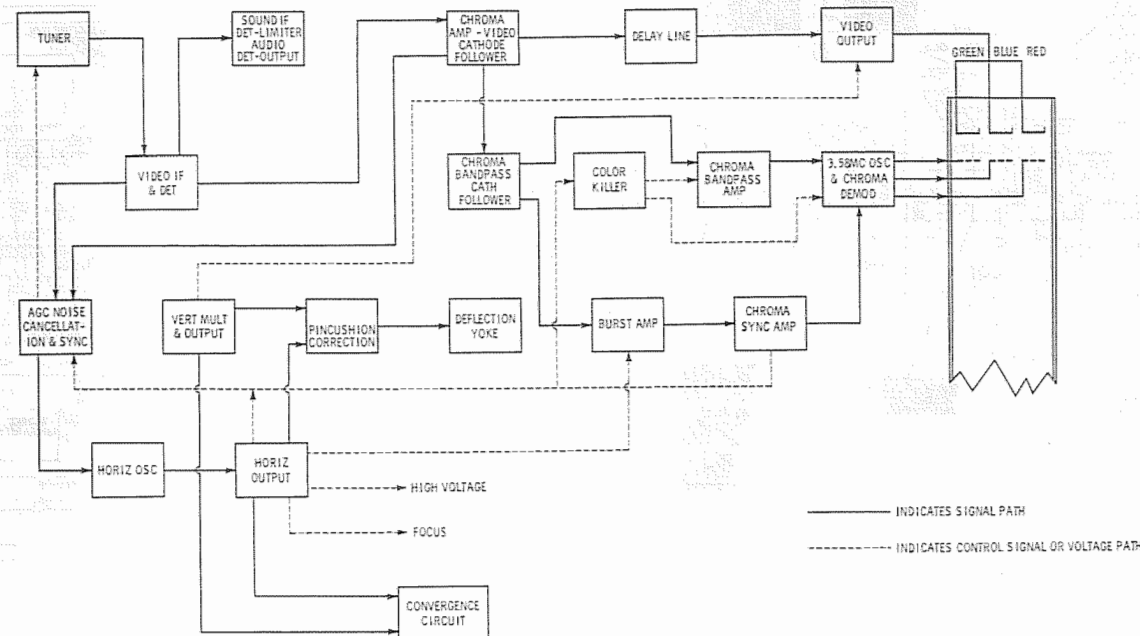 TUNER
SOUND IF
DET-LIMITER
AUDIO
DET-OUTPUT
CHROMA
AMP - VIDEO
CATHODE
FOLLOWER
DELAY LINE
VIDEO
OUTPUT
GREEN BLUE RED
VIDEO IF
& DET
CHROMA
BANDPASS
CATH
FOLLOWER
COLOR
KILLER
CHROMA
BANDPASS
AMP
3.58MC OSC
& CHROMA
DEMOD
AGC NOISE
CANCELLAT-
ION & SYNC
VERT MULT
& OUTPUT
PINCUSHION
CORRECTION
DEFLECTION
YOKE
BURST AMP
CHROMA
SYNC AMP
HORIZ OSC
HORIZ
OUTPUT
HIGH VOLTAGE
FOCUS
CONVERGENCE
CIRCUIT
INDICATES SIGNAL PATH
INDICATES CONTROL SIGNAL OR VOLTAGE PATH